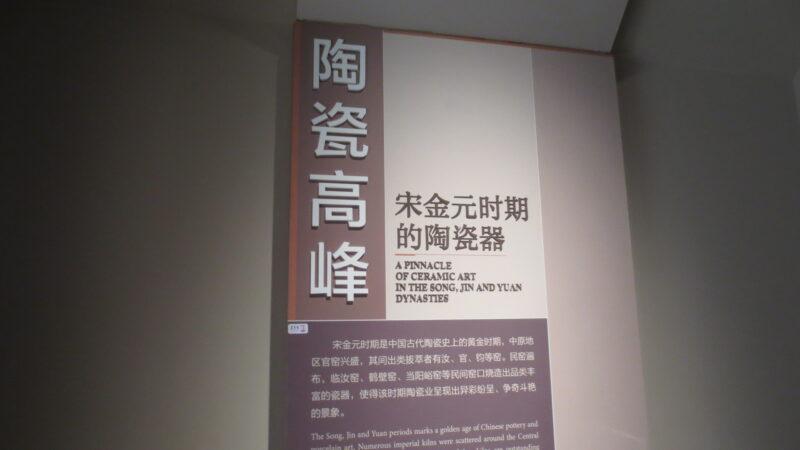 陶瓷高峰
宋金元时期
的陶瓷器
A PINNACLE
OF CERAMIC ART
IN THE SONG, JIN AND YUAN
DYNASTIES
宋金元时期是中国古代陶瓷史上的黄金时期，中原地
区官窑兴盛，其间出类拔萃者有汝、官、钧等窑。民窑遍
布，临汝窑、鹤壁窑、当阳峪窑等民间窑口烧造出品类丰
富的瓷器，使得该时期陶瓷业呈现出异彩纷呈、争奇斗艳
的景象。
The Song, Jin and Yuan periods marks a golden age of Chinese pottery and
porcelain art. Numerous imperial kilns were scattered around the Central